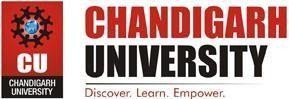 CU
CHANDIGARH
UNIVERSITY
CHANDIGARH
UNIVERSITY
Discover. Learn. Empower.